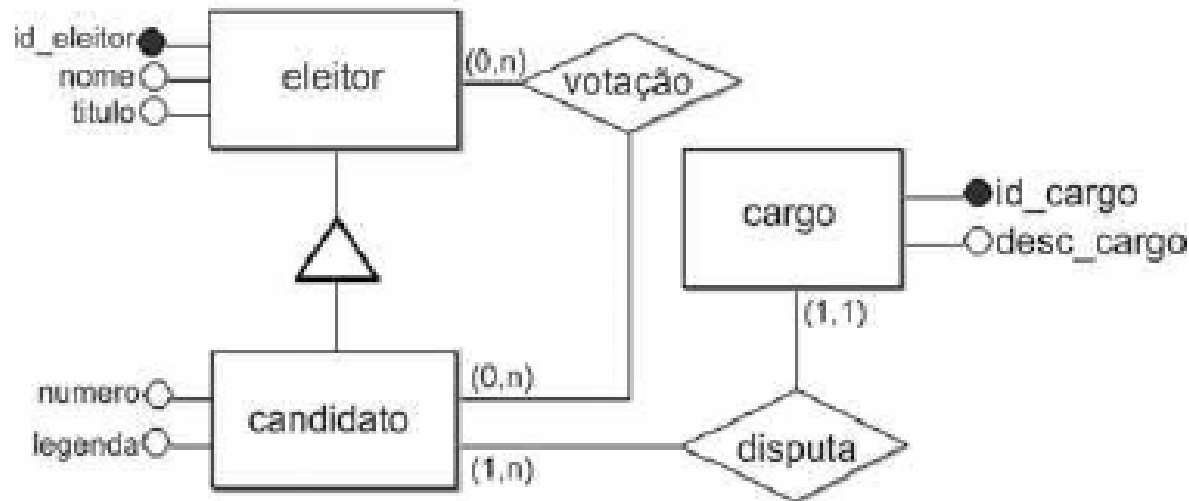 id_eleitor
nome
titulo
eleitor
(0,n)
votação
cargo
id_cargo
desc_cargo
(1,1)
numero
legenda
candidato
(0,n)
(1,n)
disputa